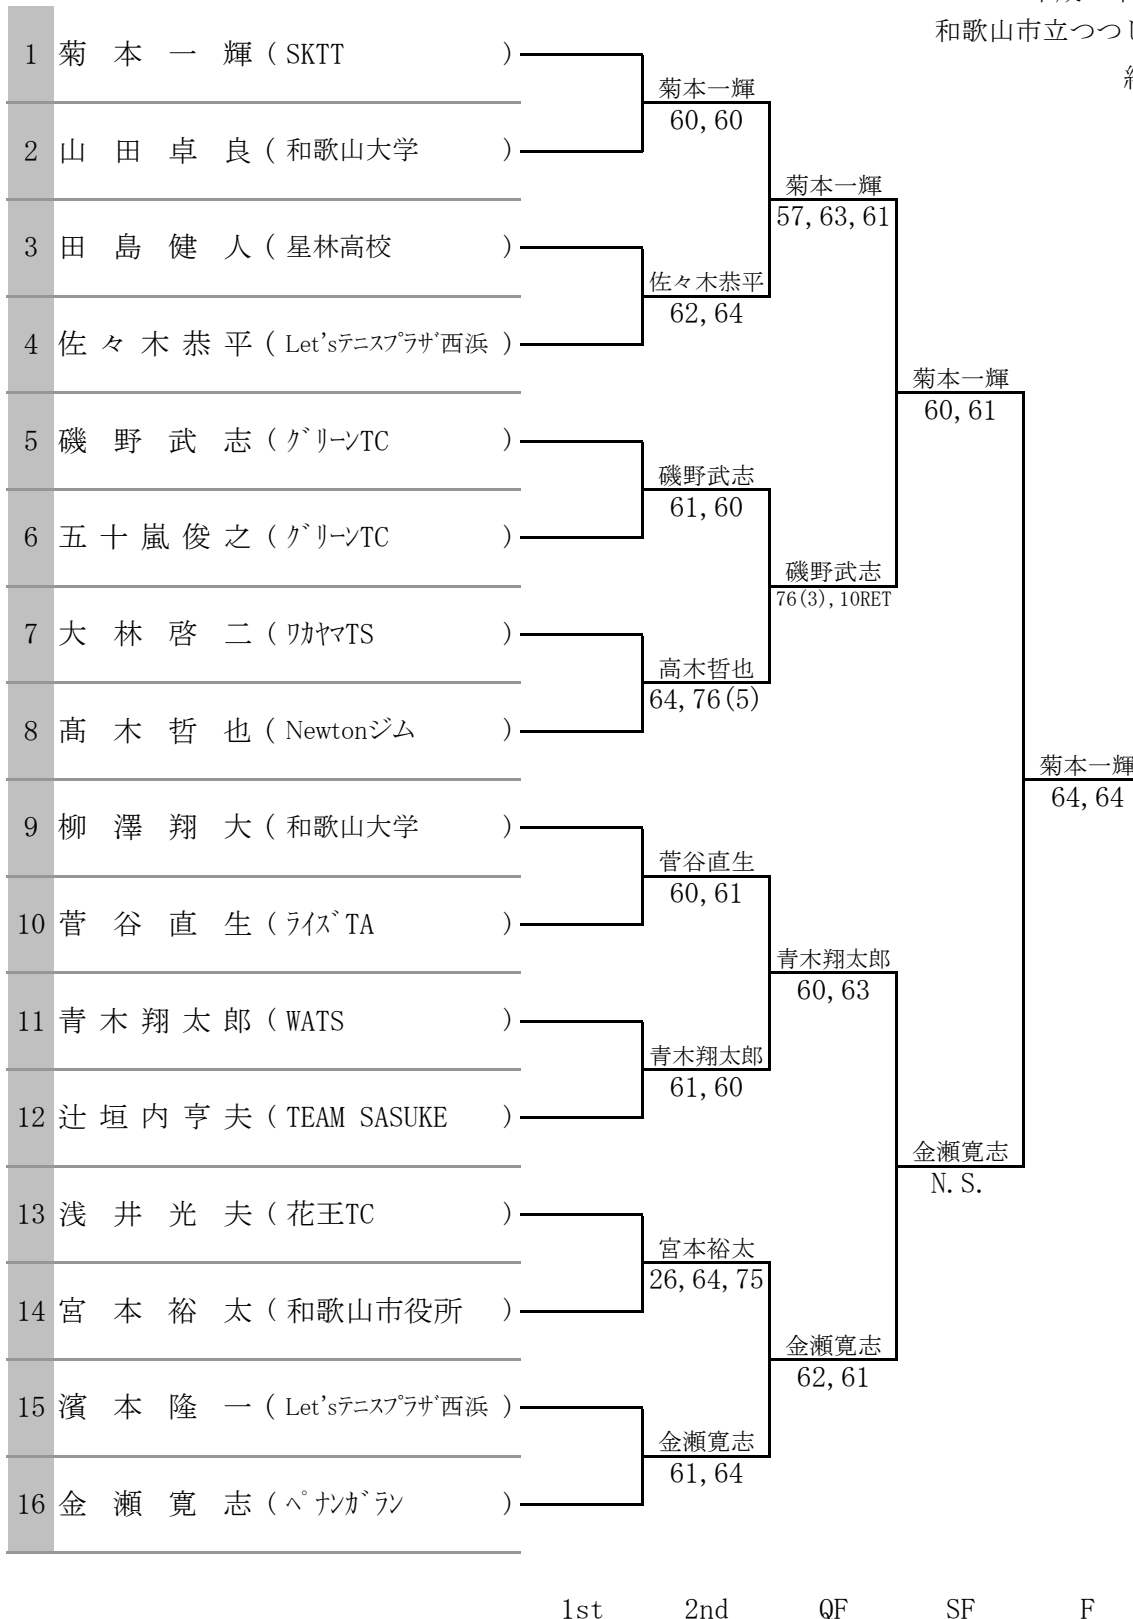 和歌山市立つつじ
1 菊本一輝 ( SKTT )
菊本一輝
60, 60
2 山田卓良 ( 和歌山大学 )
菊本一輝
57, 63, 61
3 田島健人 ( 星林高校 )
佐々木恭平
62, 64
4 佐々木恭平 ( Let'sﾃﾆｽﾌﾟﾗｻﾞ西浜 )
菊本一輝
60, 61
5 磯野武志 ( ｸﾞﾘｰﾝTC )
磯野武志
61, 60
6 五十嵐俊之 ( ｸﾞﾘｰﾝTC )
磯野武志
76(3), 10RET
7 大林啓二 ( ﾜｶﾔﾏTS )
高木哲也
64, 76(5)
8 髙木哲也 ( Newtonジム )
菊本一輝
64, 64
9 柳澤翔大 ( 和歌山大学 )
菅谷直生
60, 61
10 菅谷直生 ( ﾗｲｽﾞTA )
青木翔太郎
60, 63
11 青木翔太郎 ( WATS )
青木翔太郎
61, 60
12 辻垣内亨夫 ( TEAM SASUKE )
金瀬寛志
N.S.
13 浅井光夫 ( 花王TC )
宮本裕太
26, 64, 75
14 宮本裕太 ( 和歌山市役所 )
金瀬寛志
62, 61
15 濱本隆一 ( Let'sﾃﾆｽﾌﾟﾗｻﾞ西浜 )
金瀬寛志
61, 64
16 金瀬寛志 ( ﾍﾟﾅﾝｶﾞﾗﾝ )
1st 2nd QF SF F